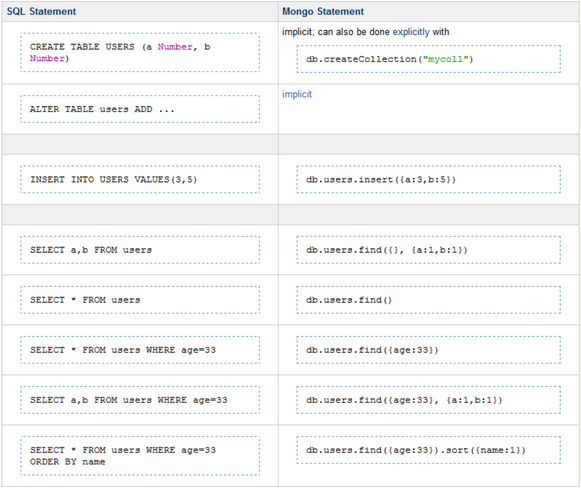 SQL Statement
Mongo Statement
CREATE TABLE USERS (a Number, b
Number)
implicit; can also be done explicitly with
db.createCollection("mycoll")
ALTER TABLE users ADD ...
implicit
INSERT INTO USERS VALUES(3,5)
db.users.insert({a:3,b:5})
SELECT a,b FROM users
db.users.find({}, {a:1,b:1})
SELECT * FROM users
db.users.find()
SELECT * FROM users WHERE age=33
db.users.find({age:33})
SELECT a,b FROM users WHERE age=33
db.users.find({age:33}, {a:1,b:1})
SELECT * FROM users WHERE age=33
ORDER BY name
db.users.find({age:33}).sort({name:1})